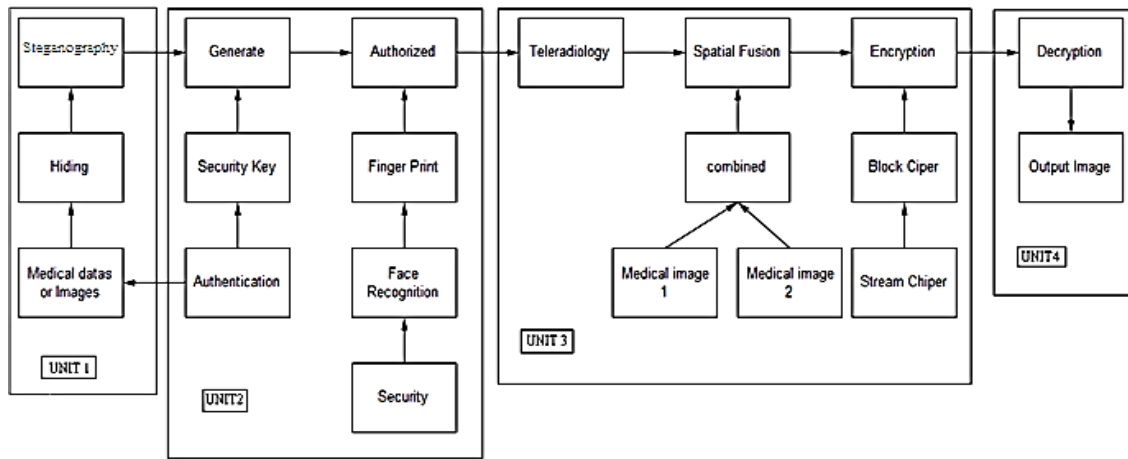 Steganography
Generate
Authorized
Teleradiology
Spatial Fusion
Encryption
Decryption
Hiding
Security Key
Finger Print
combined
Block Ciper
Output Image
Medical datas
or Images
Authentication
Face
Recognition
Medical image
1
Medical image
2
Stream Chiper
UNIT4
UNIT 1
UNIT2
Security
UNIT 3